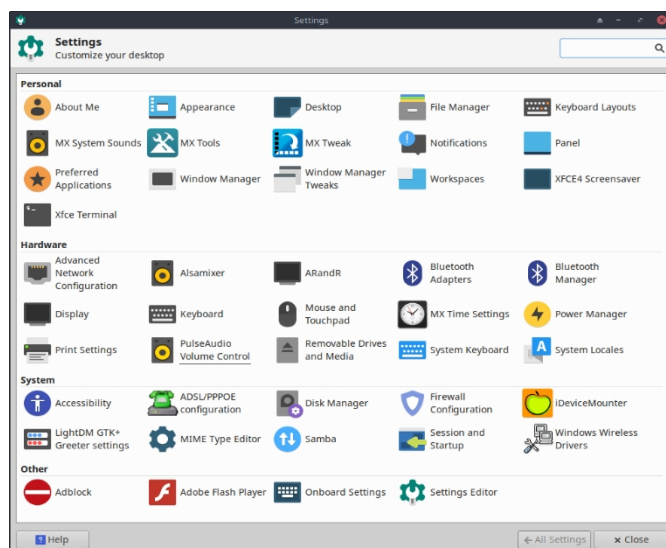 Settings
Settings
Customize your desktop
Personal
About Me
Appearance
Desktop
File Manager
Keyboard Layouts
MX System Sounds
MX Tools
MX Tweak
Notifications
Panel
Preferred
Applications
Window Manager
Window Manager
Tweaks
Workspaces
XFCE4 Screensaver
Xfce Terminal
Hardware
Advanced
Network
Configuration
Alsamixer
ARandR
Bluetooth
Adapters
Bluetooth
Manager
Display
Keyboard
Mouse and
Touchpad
MX Time Settings
Power Manager
Print Settings
PulseAudio
Volume Control
Removable Drives
and Media
System Keyboard
A
System Locales
System
Accessibility
ADSL/PPPOE
configuration
Disk Manager
Firewall
Configuration
iDeviceMounter
LightDM GTK+
Greeter settings
MIME Type Editor
Samba
Session and
Startup
Windows Wireless
Drivers
Other
Adblock
Adobe Flash Player
Onboard Settings
Settings Editor
? Help
← All Settings
× Close